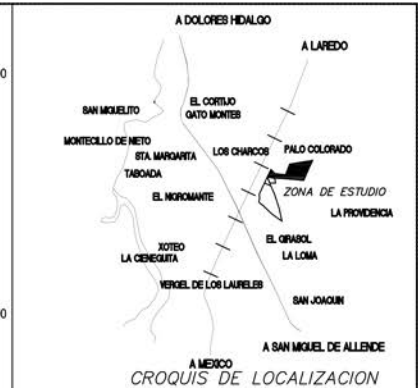 A DOLORES HIDALGO
A LAREDO
0
SAN MIGUELITO
EL CORTIJO
GATO MONTES
MONTECILLO DE NIETO
STA. MARGARITA
LOS CHARCOS
PALO COLORADO
TABOADA
ZONA DE ESTUDIO
EL NIGROMANTE
LA PROVIDENCIA
XOTEO
EL GIRASOL
LA CIENEGUITA
LA LOMA
VERGEL DE LOS LAURELES
SAN JOAQUIN
0
A SAN MIGUEL DE ALLENDE
A MEXICO
CROQUIS DE LOCALIZACION